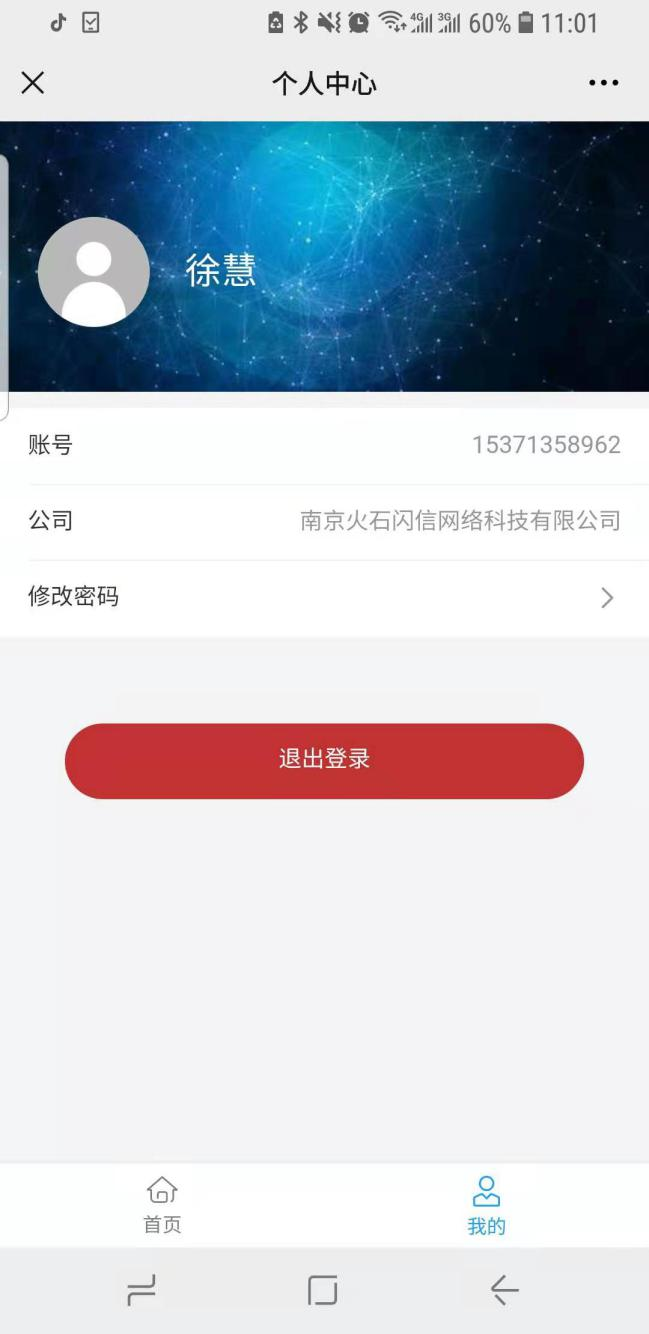 4G 3G 60% 11:01
个人中心
徐慧
账号 15371358962
公司 南京火石闪信网络科技有限公司
修改密码
退出登录
首页 我的